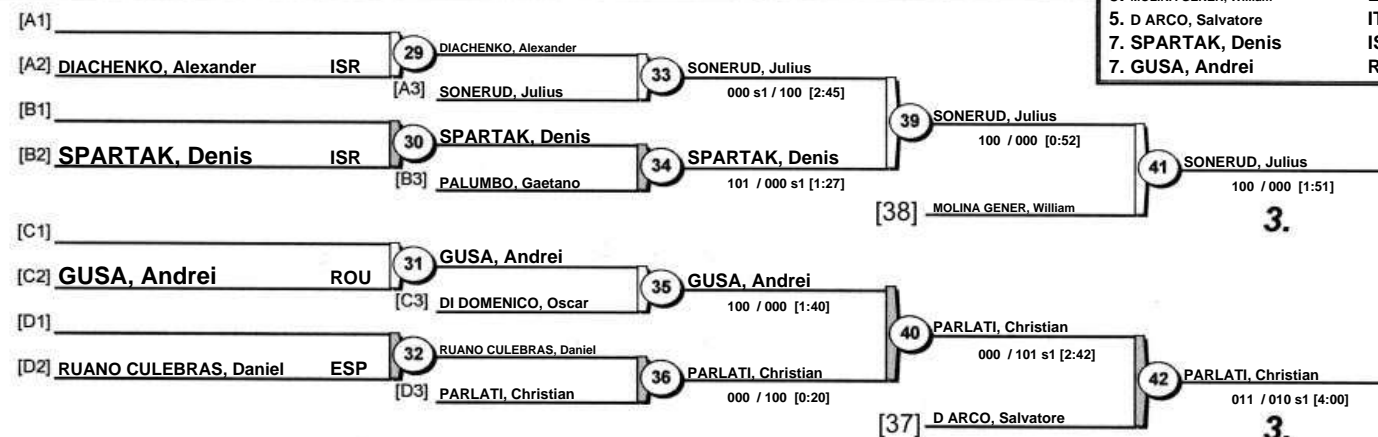 5. D ARCO, Salvatore IT
7. SPARTAK, Denis IS
7. GUSA, Andrei R
[A1]
[A2] DIACHENKO, Alexander ISR
29
DIACHENKO, Alexander
[A3] SONERUD, Julius
33
SONERUD, Julius
000 s1 / 100 [2:45]
[B1]
[B2] SPARTAK, Denis ISR
30
SPARTAK, Denis
[B3] PALUMBO, Gaetano
34
SPARTAK, Denis
101 / 000 s1 [1:27]
39
SONERUD, Julius
100 / 000 [0:52]
[38] MOLINA GENER, William
41
SONERUD, Julius
100 / 000 [1:51]
3.
[C1]
[C2] GUSA, Andrei ROU
31
GUSA, Andrei
[C3] DI DOMENICO, Oscar
35
GUSA, Andrei
100 / 000 [1:40]
[D1]
[D2] RUANO CULEBRAS, Daniel ESP
32
RUANO CULEBRAS, Daniel
[D3] PARLATI, Christian
36
PARLATI, Christian
000 / 100 [0:20]
40
PARLATI, Christian
000 / 101 s1 [2:42]
[37] D ARCO, Salvatore
42
PARLATI, Christian
011 / 010 s1 [4:00]
3.